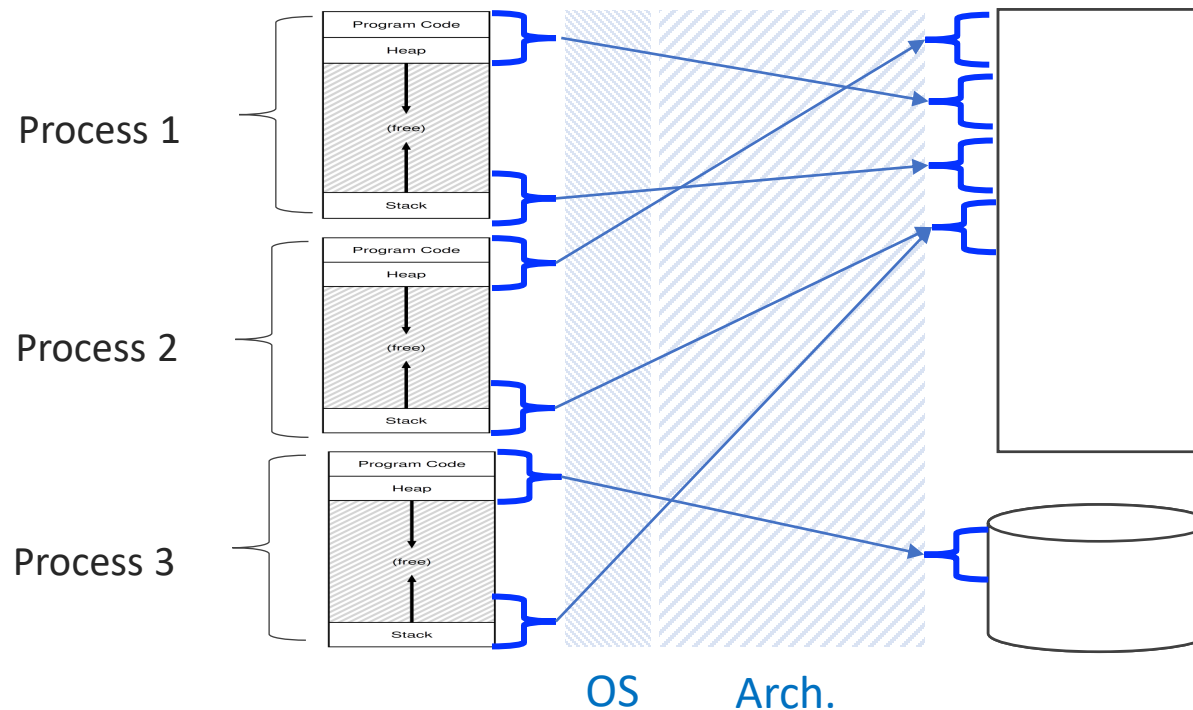 Process 1
Program Code
Heap
(free)
Stack
Process 2
Program Code
Heap
(free)
Stack
Process 3
Program Code
Heap
(free)
Stack
OS
Arch.